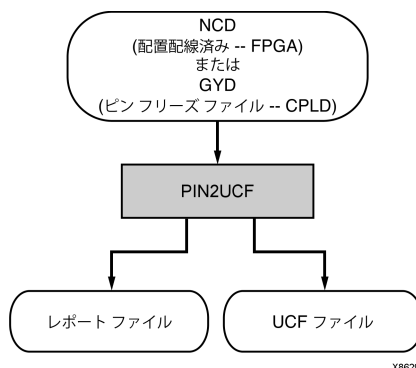 NCD
(配置配線済み -- FPGA)
または
GYD
(ピン フリーズ ファイル -- CPLD)
PIN2UCF
レポート ファイル
UCF ファイル
X8629